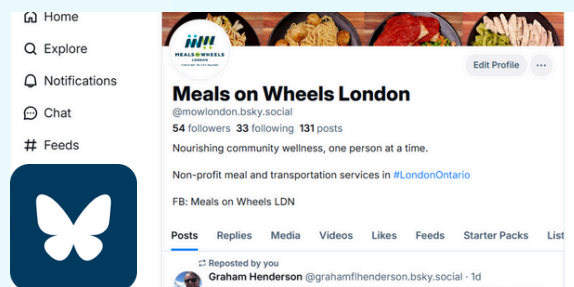 Home
Explore
Notifications
Chat
Feeds
MEALS ON WHEELS
LONDON
Edit Profile
Meals on Wheels London
@mowlondon.bsky.social
54 followers 33 following 131 posts
Nourishing community wellness, one person at a time.
Non-profit meal and transportation services in #LondonOntario
FB: Meals on Wheels LDN
Posts Replies Media Videos Likes Feeds Starter Packs List
Reposted by you
Graham Henderson @grahamflhenderson.bsky.social · 1d